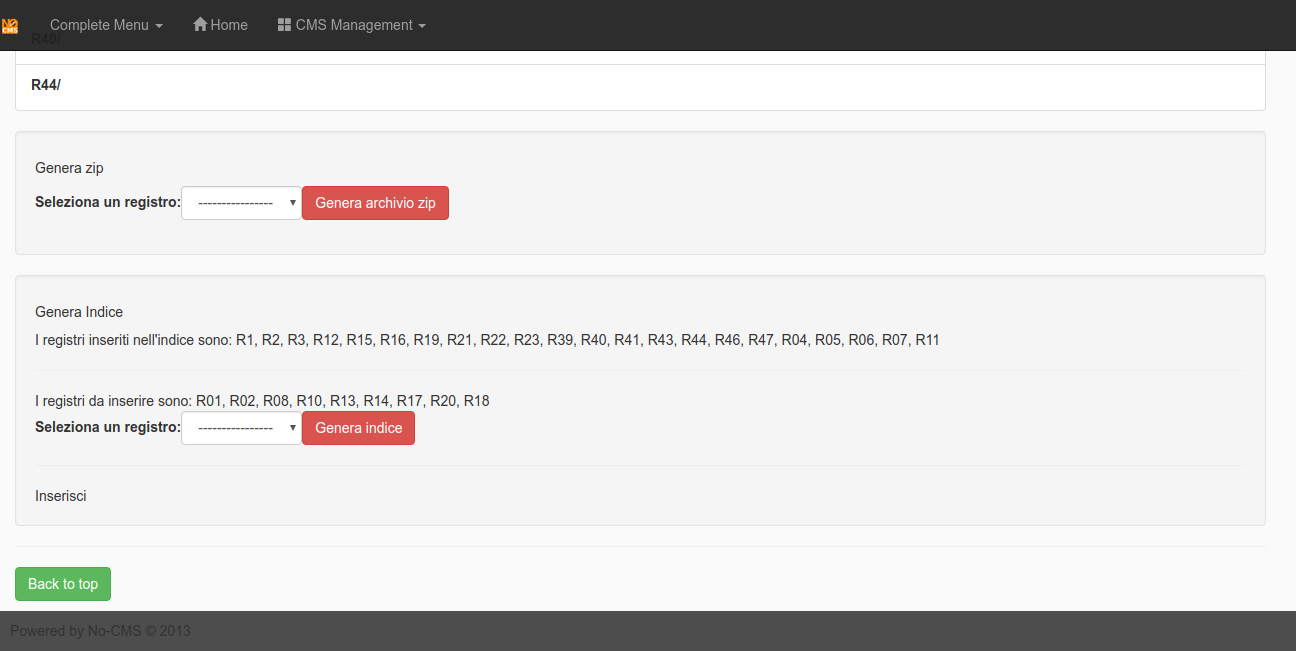 N2 CMS
Complete Menu Home CMS Management
R40/
R44/
Genera zip
Seleziona un registro: ---------------- Genera archivio zip
Genera Indice
I registri inseriti nell'indice sono: R1, R2, R3, R12, R15, R16, R19, R21, R22, R23, R39, R40, R41, R43, R44, R46, R47, R04, R05, R06, R07, R11
I registri da inserire sono: R01, R02, R08, R10, R13, R14, R17, R20, R18
Seleziona un registro: ---------------- Genera indice
Inserisci
Back to top
Powered by No-CMS © 2013